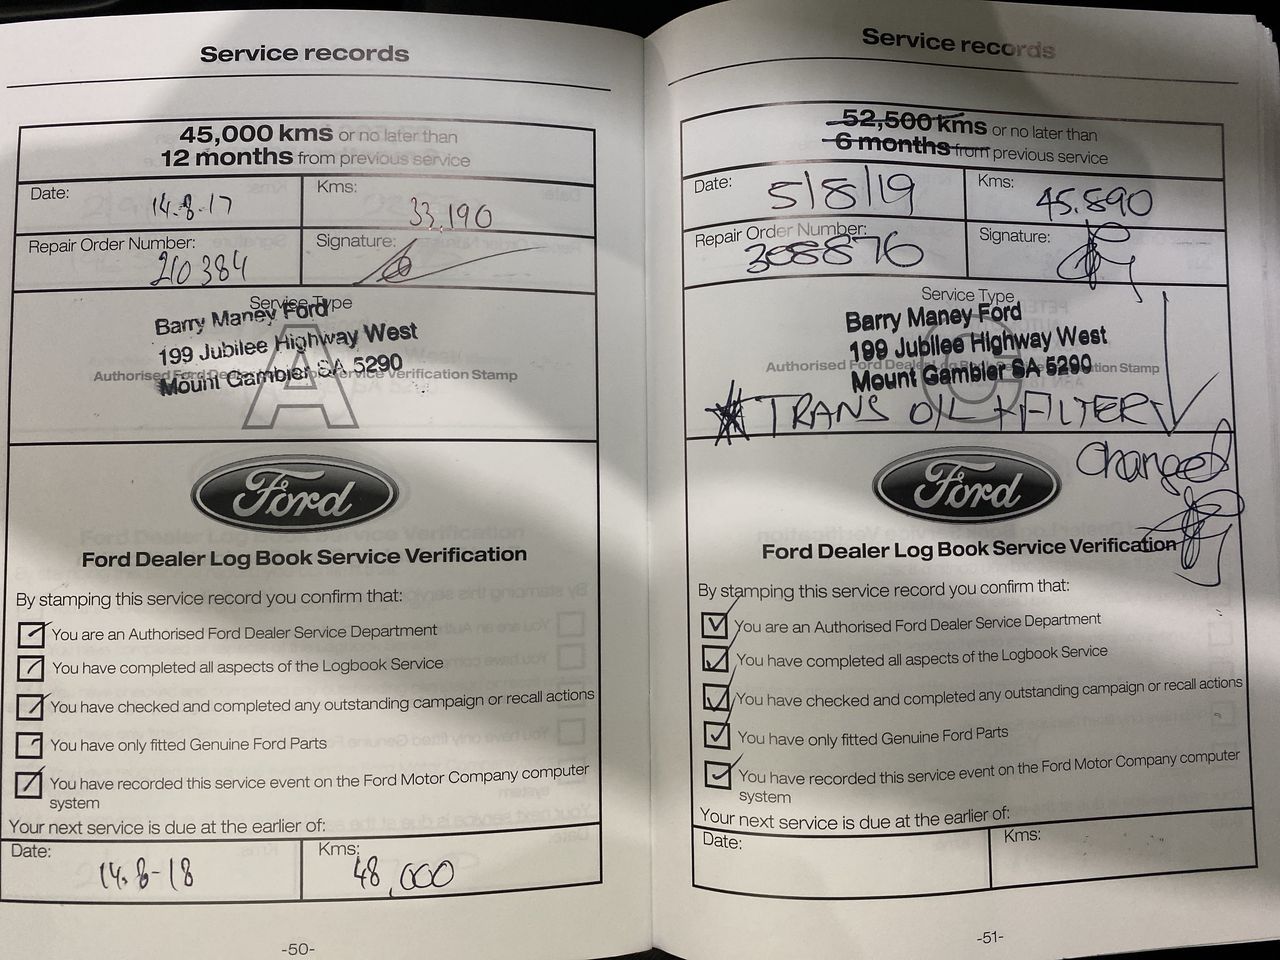 Service records
45,000 kms or no later than
12 months from previous service
Date:
14.8.17
Kms:
33,190
Repair Order Number:
210384
Signature:
Service Type
Barry Maney Ford
199 Jubilee Highway West
Mount Gambier SA 5290
Authorised Ford Dealer Service Verification Stamp
A
Ford
Ford Dealer Log Book Service Verification
By stamping this service record you confirm that:
You are an Authorised Ford Dealer Service Department
You have completed all aspects of the Logbook Service
You have checked and completed any outstanding campaign or recall actions
You have only fitted Genuine Ford Parts
You have recorded this service event on the Ford Motor Company computer
system
Your next service is due at the earlier of:
Date:
14.8-18
Kms:
48,000
-50-
Service records
52,500 kms or no later than
6 months from previous service
Date:
5/8/19
Kms:
45.890
Repair Order Number:
308876
Signature:
Service Type
Barry Maney Ford
199 Jubilee Highway West
Mount Gambier SA 5290
Authorised Ford Dealer Verification Stamp
C
TRANS OIL + FILTER
changed
Ford
Ford Dealer Log Book Service Verification
By stamping this service record you confirm that:
You are an Authorised Ford Dealer Service Department
You have completed all aspects of the Logbook Service
You have checked and completed any outstanding campaign or recall actions
You have only fitted Genuine Ford Parts
You have recorded this service event on the Ford Motor Company computer
system
Your next service is due at the earlier of:
Date:
Kms:
-51-